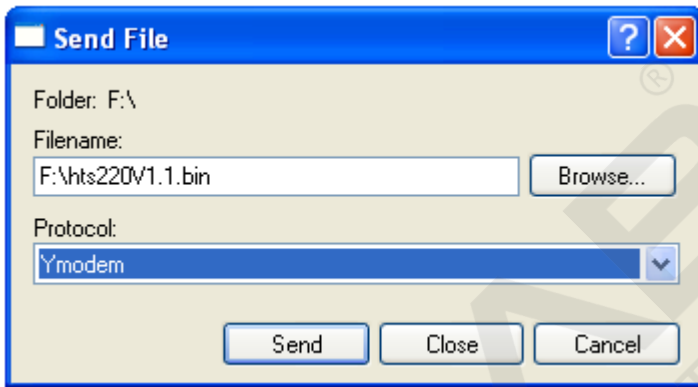 Send File
Folder: F:\
Filename:
F:\hts220V1.1.bin
Browse...
Protocol:
Ymodem
Send Close Cancel